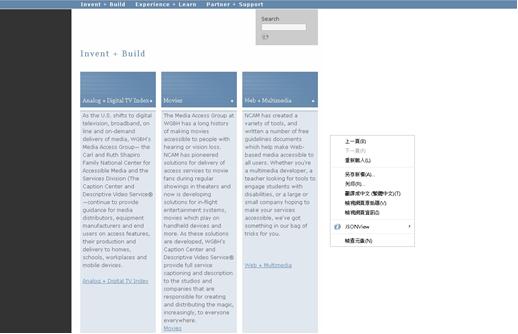 Invent + Build Experience + Learn Partner + Support
Search
Invent + Build
Analog + Digital TV Index
As the U.S. shifts to digital
television, broadband, on
line and on-demand
delivery of media, WGBH's
Media Access Group— the
Carl and Ruth Shapiro
Family National Center for
Accessible Media and the
Services Division (The
Caption Center and
Descriptive Video Service®
—continue to provide
guidance for media
distributors, equipment
manufacturers and end
users on access features,
their production and
delivery to homes,
schools, workplaces and
mobile devices.
Analog + Digital TV Index
Movies
The Media Access Group at
WGBH has a long history
of making movies
accessible to people with
hearing or vision loss.
NCAM has pioneered
solutions for delivery of
access services to movie
fans during regular
showings in theaters and
now is developing
solutions for in-flight
entertainment systems,
movies which play on
handheld devices and
more. As these solutions
are developed, WGBH's
Caption Center and
Descriptive Video Service®
provide full service
captioning and description
to the studios and
companies that are
responsible for creating
and distributing the magic,
increasingly, to everyone
everywhere.
Movies
Web + Multimedia
NCAM has created a
variety of tools, and
written a number of free
guidelines documents
which help make Web-
based media accessible to
all users. Whether you're
a multimedia developer, a
teacher looking for tools to
engage students with
disabilities, or a large or
small company hoping to
make your services
accessible, we've got
something in our bag of
tricks for you.
Web + Multimedia
上一頁(B)
下一頁(F)
重新載入(L)
另存新檔(A)...
列印(R)...
翻譯成中文 (繁體中文)(T)
檢視網頁原始碼(V)
檢視網頁資訊(I)
JSONView
檢查元素(N)